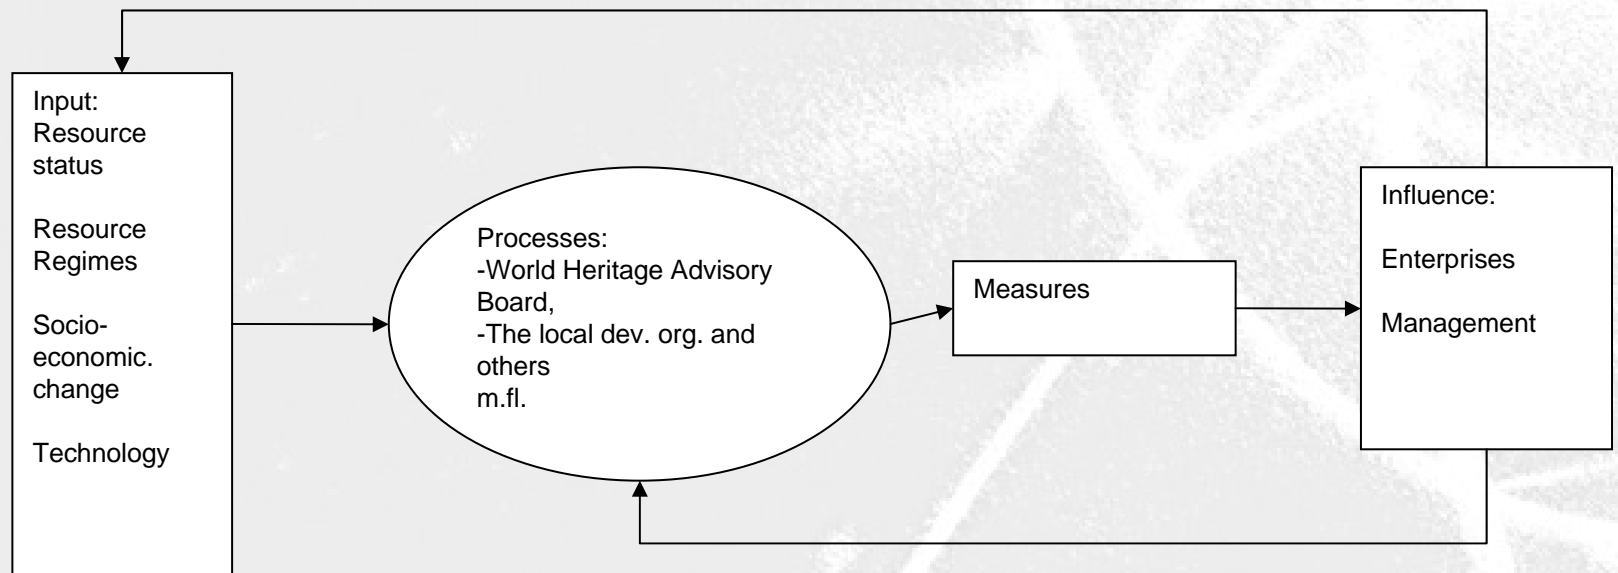 Input:
Resource
status
Resource
Regimes
Socio-
economic.
change
Technology
Processes:
-World Heritage Advisory
Board,
-The local dev. org. and
others
m.fl.
Measures
Influence:
Enterprises
Management